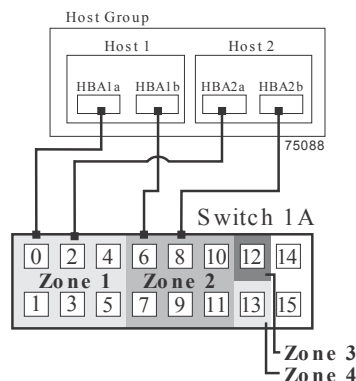 Host Group
Host 1 Host 2
HBA1a HBA1b HBA2a HBA2b
75088
Switch 1A
0 2 4 6 8 10 12 14
Zone 1 Zone 2
1 3 5 7 9 11 13 15
Zone 3
Zone 4